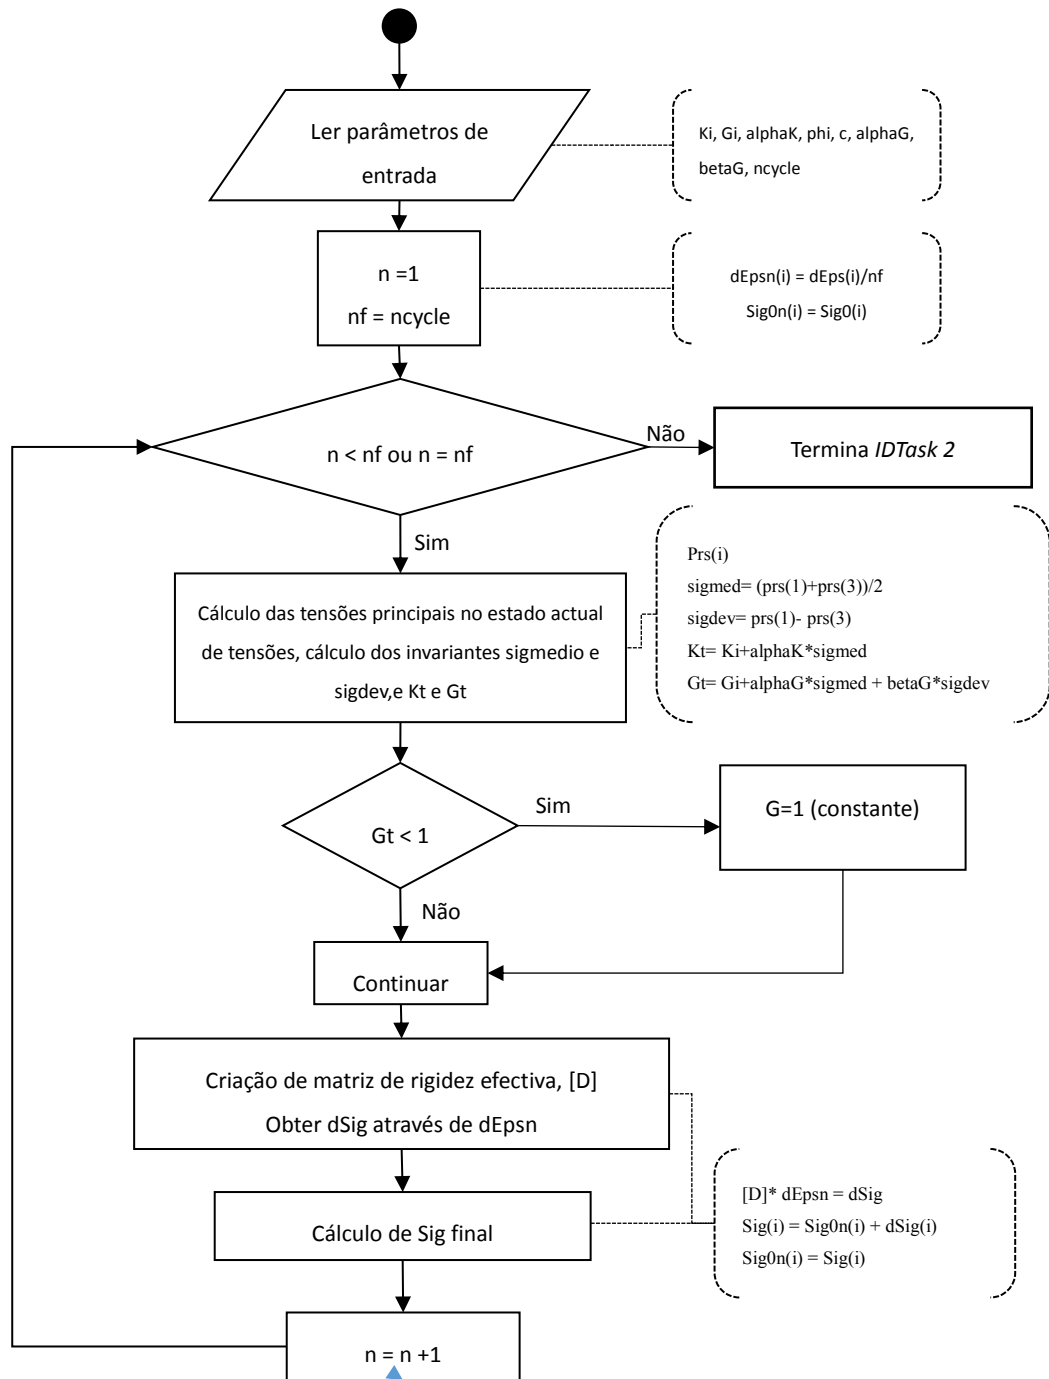 Ler parâmetros de
entrada
Ki, Gi, alphaK, phi, c, alphaG,
betaG, ncycle
n =1
nf = ncycle
dEpsn(i) = dEps(i)/nf
Sig0n(i) = Sig0(i)
n < nf ou n = nf
Não
Termina IDTask 2
Sim
Cálculo das tensões principais no estado actual
de tensões, cálculo dos invariantes sigmedio e
sigdev,e Kt e Gt
Prs(i)
sigmed= (prs(1)+prs(3))/2
sigdev= prs(1)- prs(3)
Kt= Ki+alphaK*sigmed
Gt= Gi+alphaG*sigmed + betaG*sigdev
Gt < 1
Sim
G=1 (constante)
Não
Continuar
Criação de matriz de rigidez efectiva, [D]
Obter dSig através de dEpsn
Cálculo de Sig final
[D]* dEpsn = dSig
Sig(i) = Sig0n(i) + dSig(i)
Sig0n(i) = Sig(i)
n = n +1